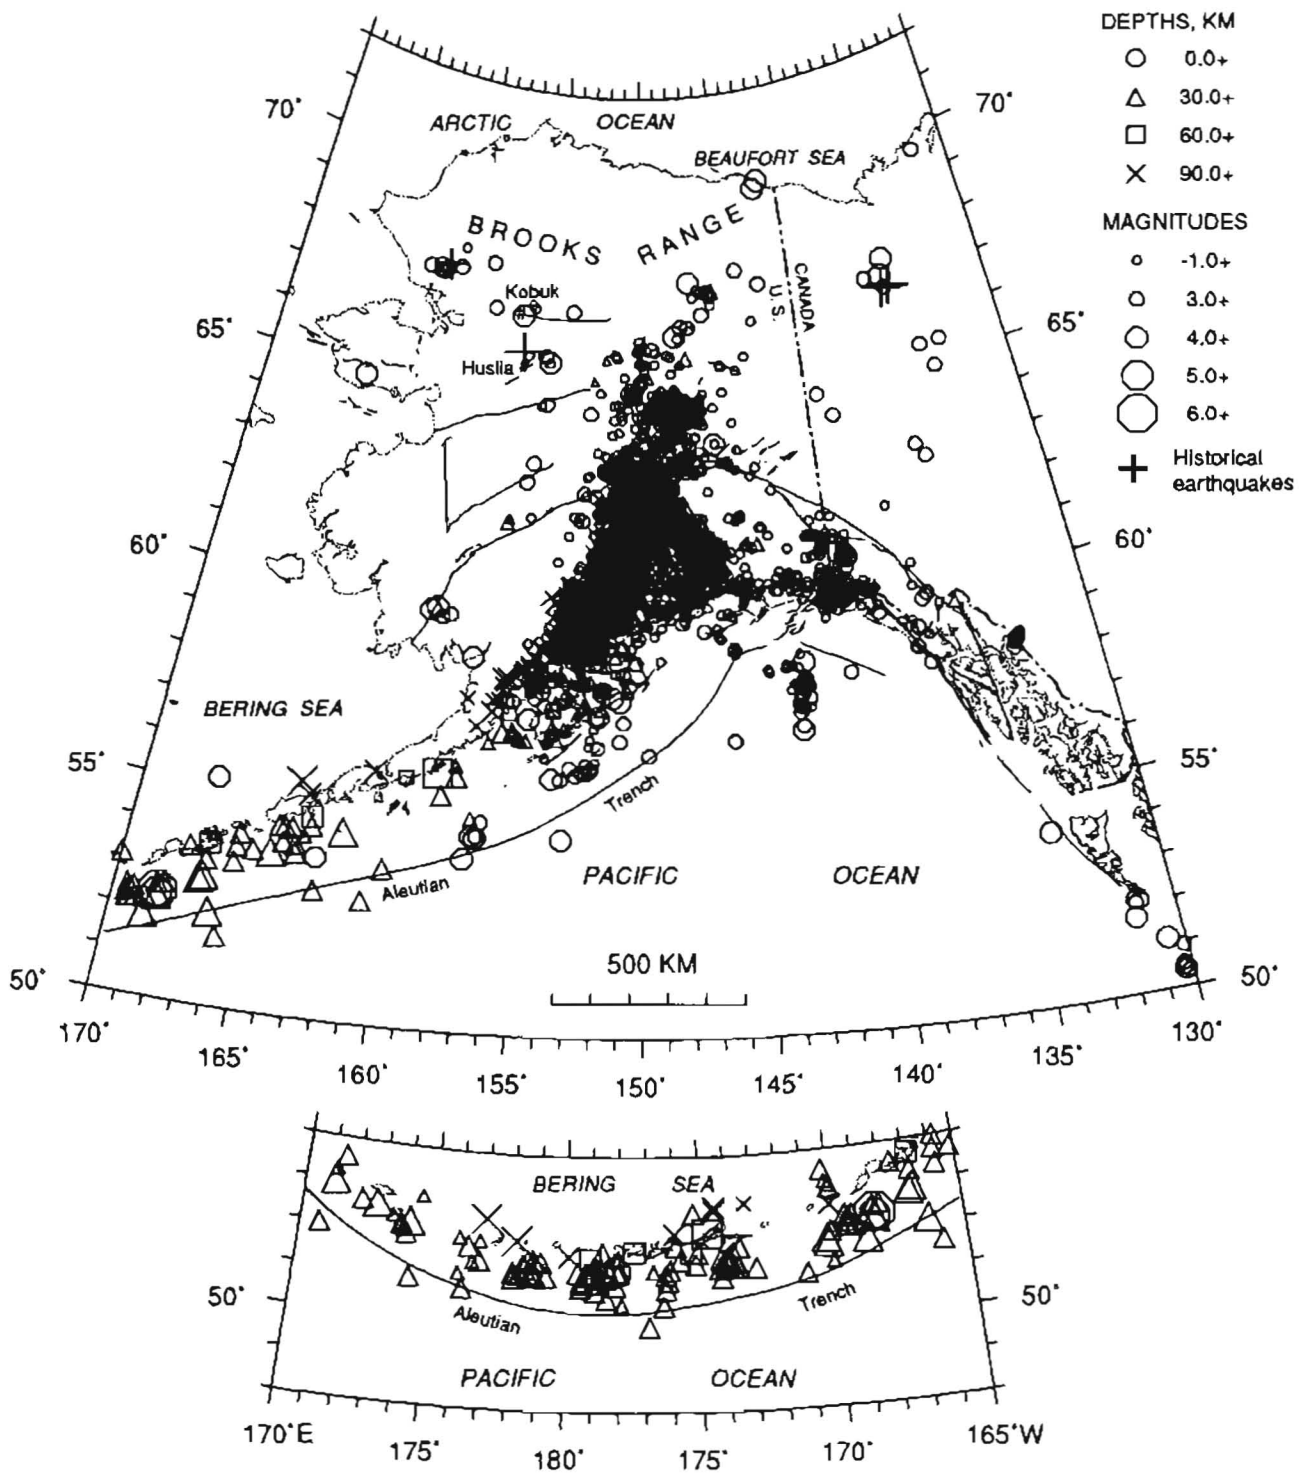 DEPTHS, KM
0.0+
30.0+
60.0+
90.0+
MAGNITUDES
-1.0+
3.0+
4.0+
5.0+
6.0+
Historical
earthquakes
70°
70°
ARCTIC OCEAN
BEAUFORT SEA
BROOKS RANGE
CANADA
U.S.
Kobuk
65°
65°
Huslia
60°
60°
BERING SEA
55°
55°
Trench
PACIFIC OCEAN
Aleutian
500 KM
50°
50°
170°
165°
160°
155°
150°
145°
140°
135°
130°
BERING SEA
50°
50°
Aleutian
Trench
PACIFIC OCEAN
170°E
175°
180°
175°
170°
165°W